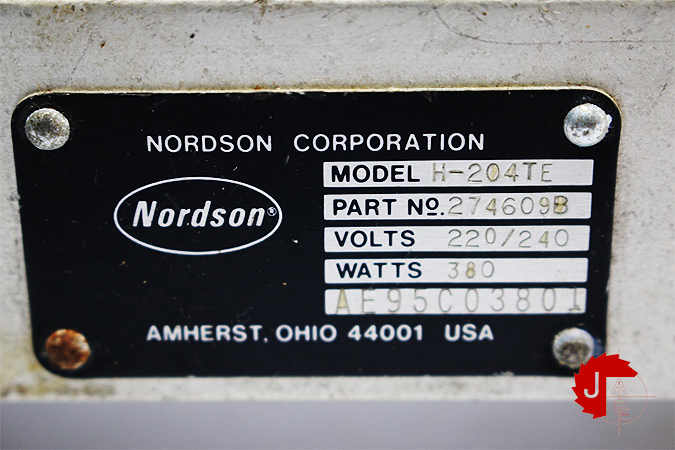 NORDSON CORPORATION
Nordson®
MODEL H-204TE
PART Nº. 274609B
VOLTS 220/240
WATTS 380
AE95C03801
AMHERST, OHIO 44001 USA
J